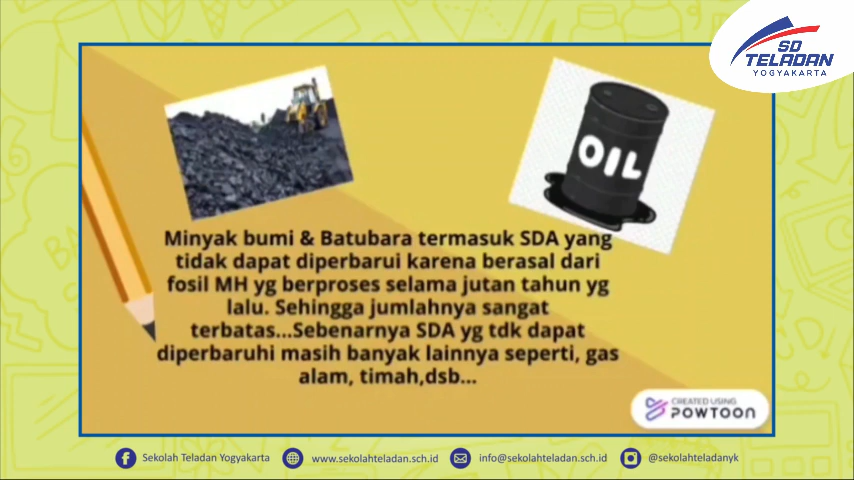 SD
TELADAN
YOGYAKARTA
OIL
Minyak bumi & Batubara termasuk SDA yang
tidak dapat diperbarui karena berasal dari
fosil MH yg berproses selama jutan tahun yg
lalu. Sehingga jumlahnya sangat
terbatas...Sebenarnya SDA yg tdk dapat
diperbaruhi masih banyak lainnya seperti, gas
alam, timah,dsb...
CREATED USING
POWTOON
Sekolah Teladan Yogyakarta
www.sekolahteladan.sch.id
info@sekolahteladan.sch.id
@sekolahteladanyk